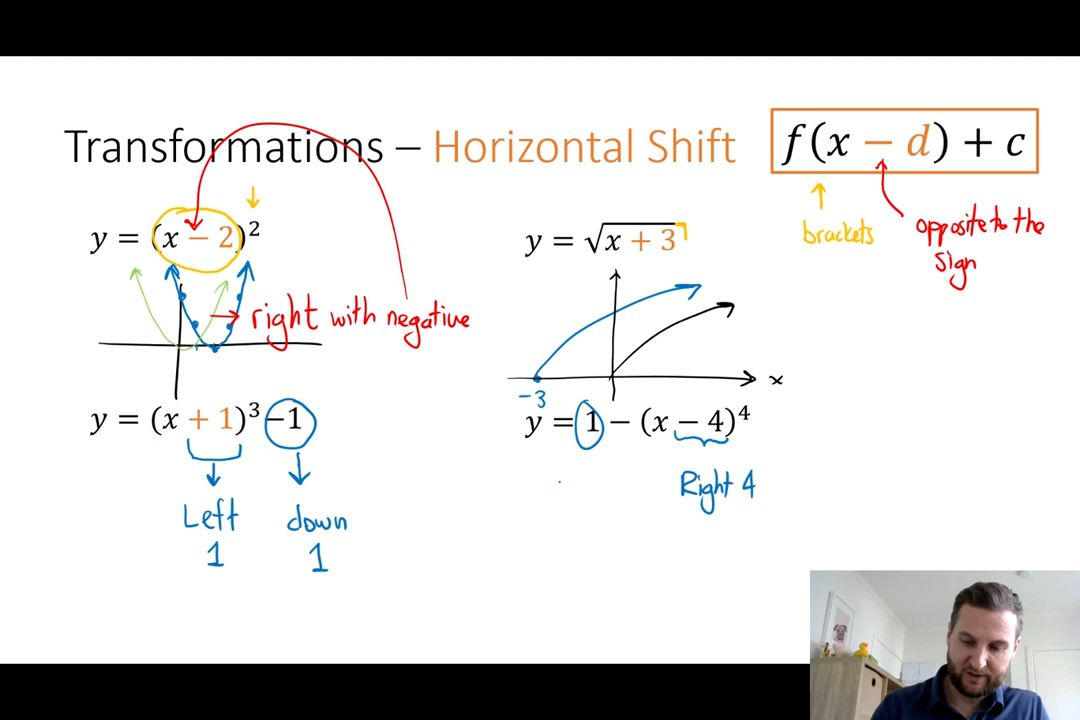 Transformations – Horizontal Shift
f(x − d) + c
brackets
opposite to the
sign
y = (x − 2)²
right with negative
y = √x + 3
x
-3
y = (x + 1)³ −1
Left
1
down
1
y = 1 − (x − 4)⁴
Right 4